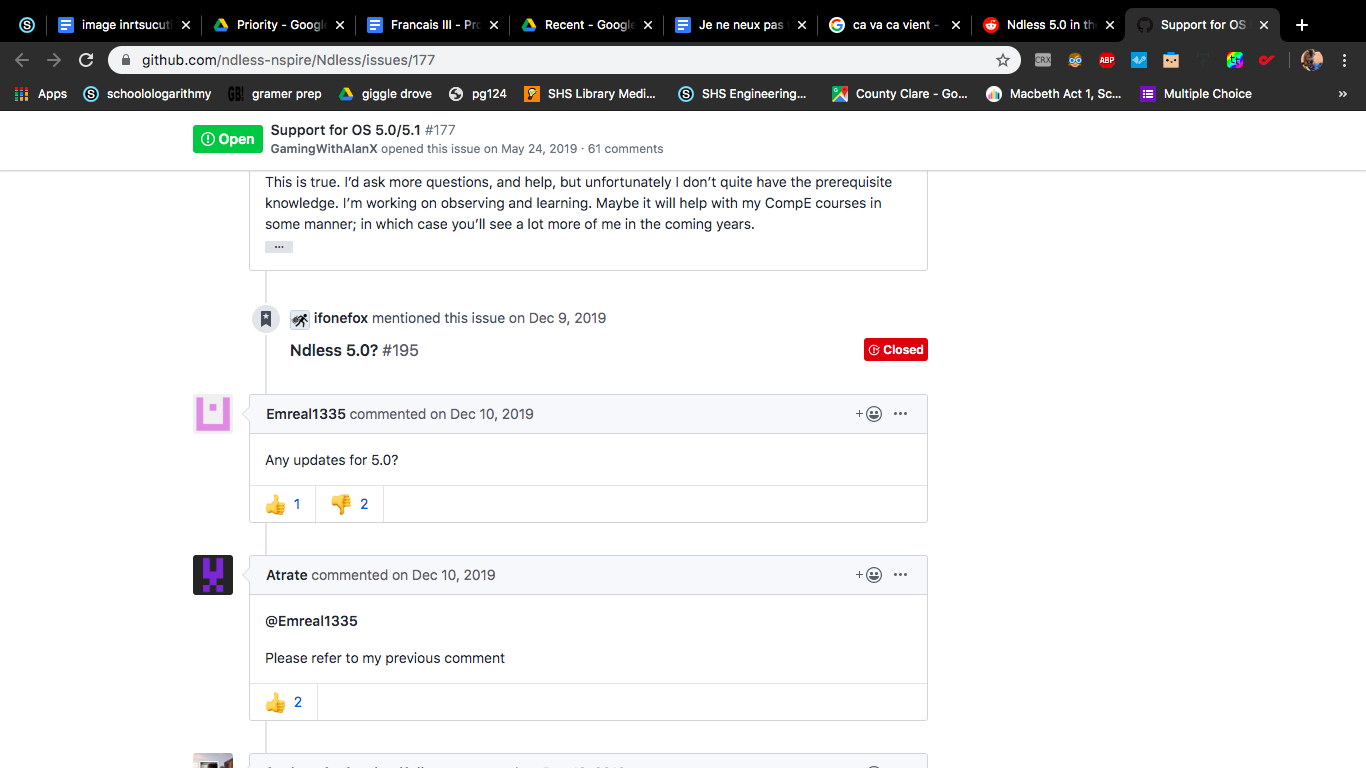 image inrtsucuti
Priority - Google
Francais III - Pro
Recent - Google
Je ne neux pas
ca va ca vient -
Ndless 5.0 in the
Support for OS
github.com/ndless-nspire/Ndless/issues/177
CRX
ABP
Apps
schoolologarithmy
GB!
gramer prep
giggle drove
pg124
SHS Library Medi...
SHS Engineering...
County Clare - Go...
Macbeth Act 1, Sc...
Multiple Choice
»
Open
Support for OS 5.0/5.1 #177
GamingWithAlanX opened this issue on May 24, 2019 · 61 comments
This is true. I’d ask more questions, and help, but unfortunately I don’t quite have the prerequisite
knowledge. I’m working on observing and learning. Maybe it will help with my CompE courses in
some manner; in which case you’ll see a lot more of me in the coming years.
...
ifonefox mentioned this issue on Dec 9, 2019
Ndless 5.0? #195
Closed
Emreal1335 commented on Dec 10, 2019
Any updates for 5.0?
👍 1
👎 2
Atrate commented on Dec 10, 2019
@Emreal1335
Please refer to my previous comment
👍 2